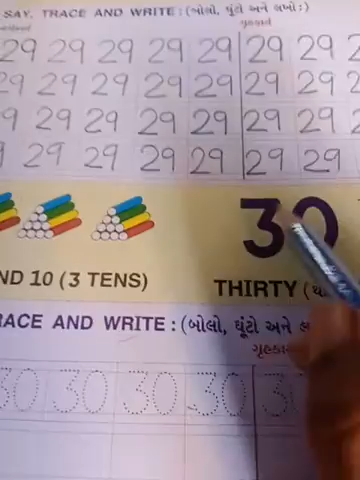 SAY, TRACE AND WRITE : (બોલો, ઘૂંટો અને લખો :)
ગૃહકાર્ય
29 29 29 29 29 29 29
29 29 29 29 29 29 29
29 29 29 29 29 29
29 29 29 29 29 29
30
ND 10 (3 TENS)
THIRTY
RACE AND WRITE : (બોલો, ઘૂંટો અને
30 30 30 30